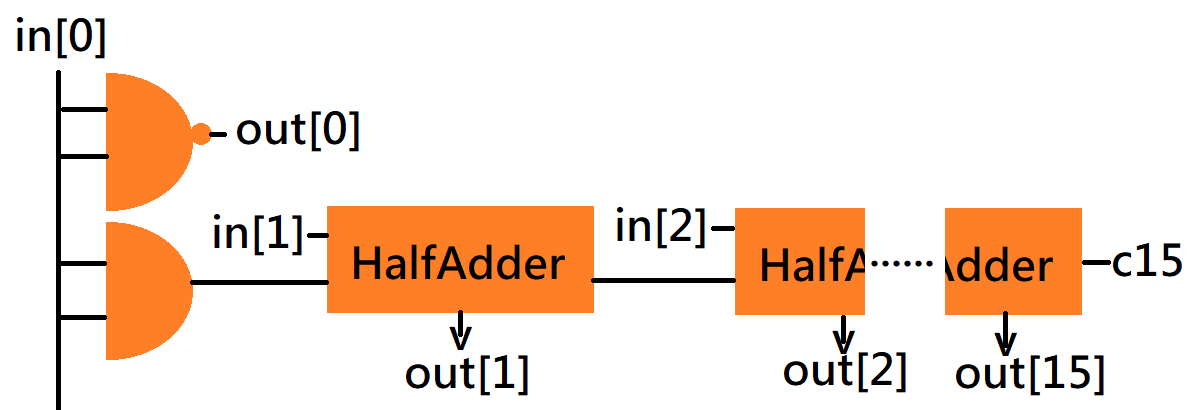 in[0]
out[0]
in[1]
HalfAdder
in[2]
HalfA......Adder
c15
out[1]
out[2]
out[15]